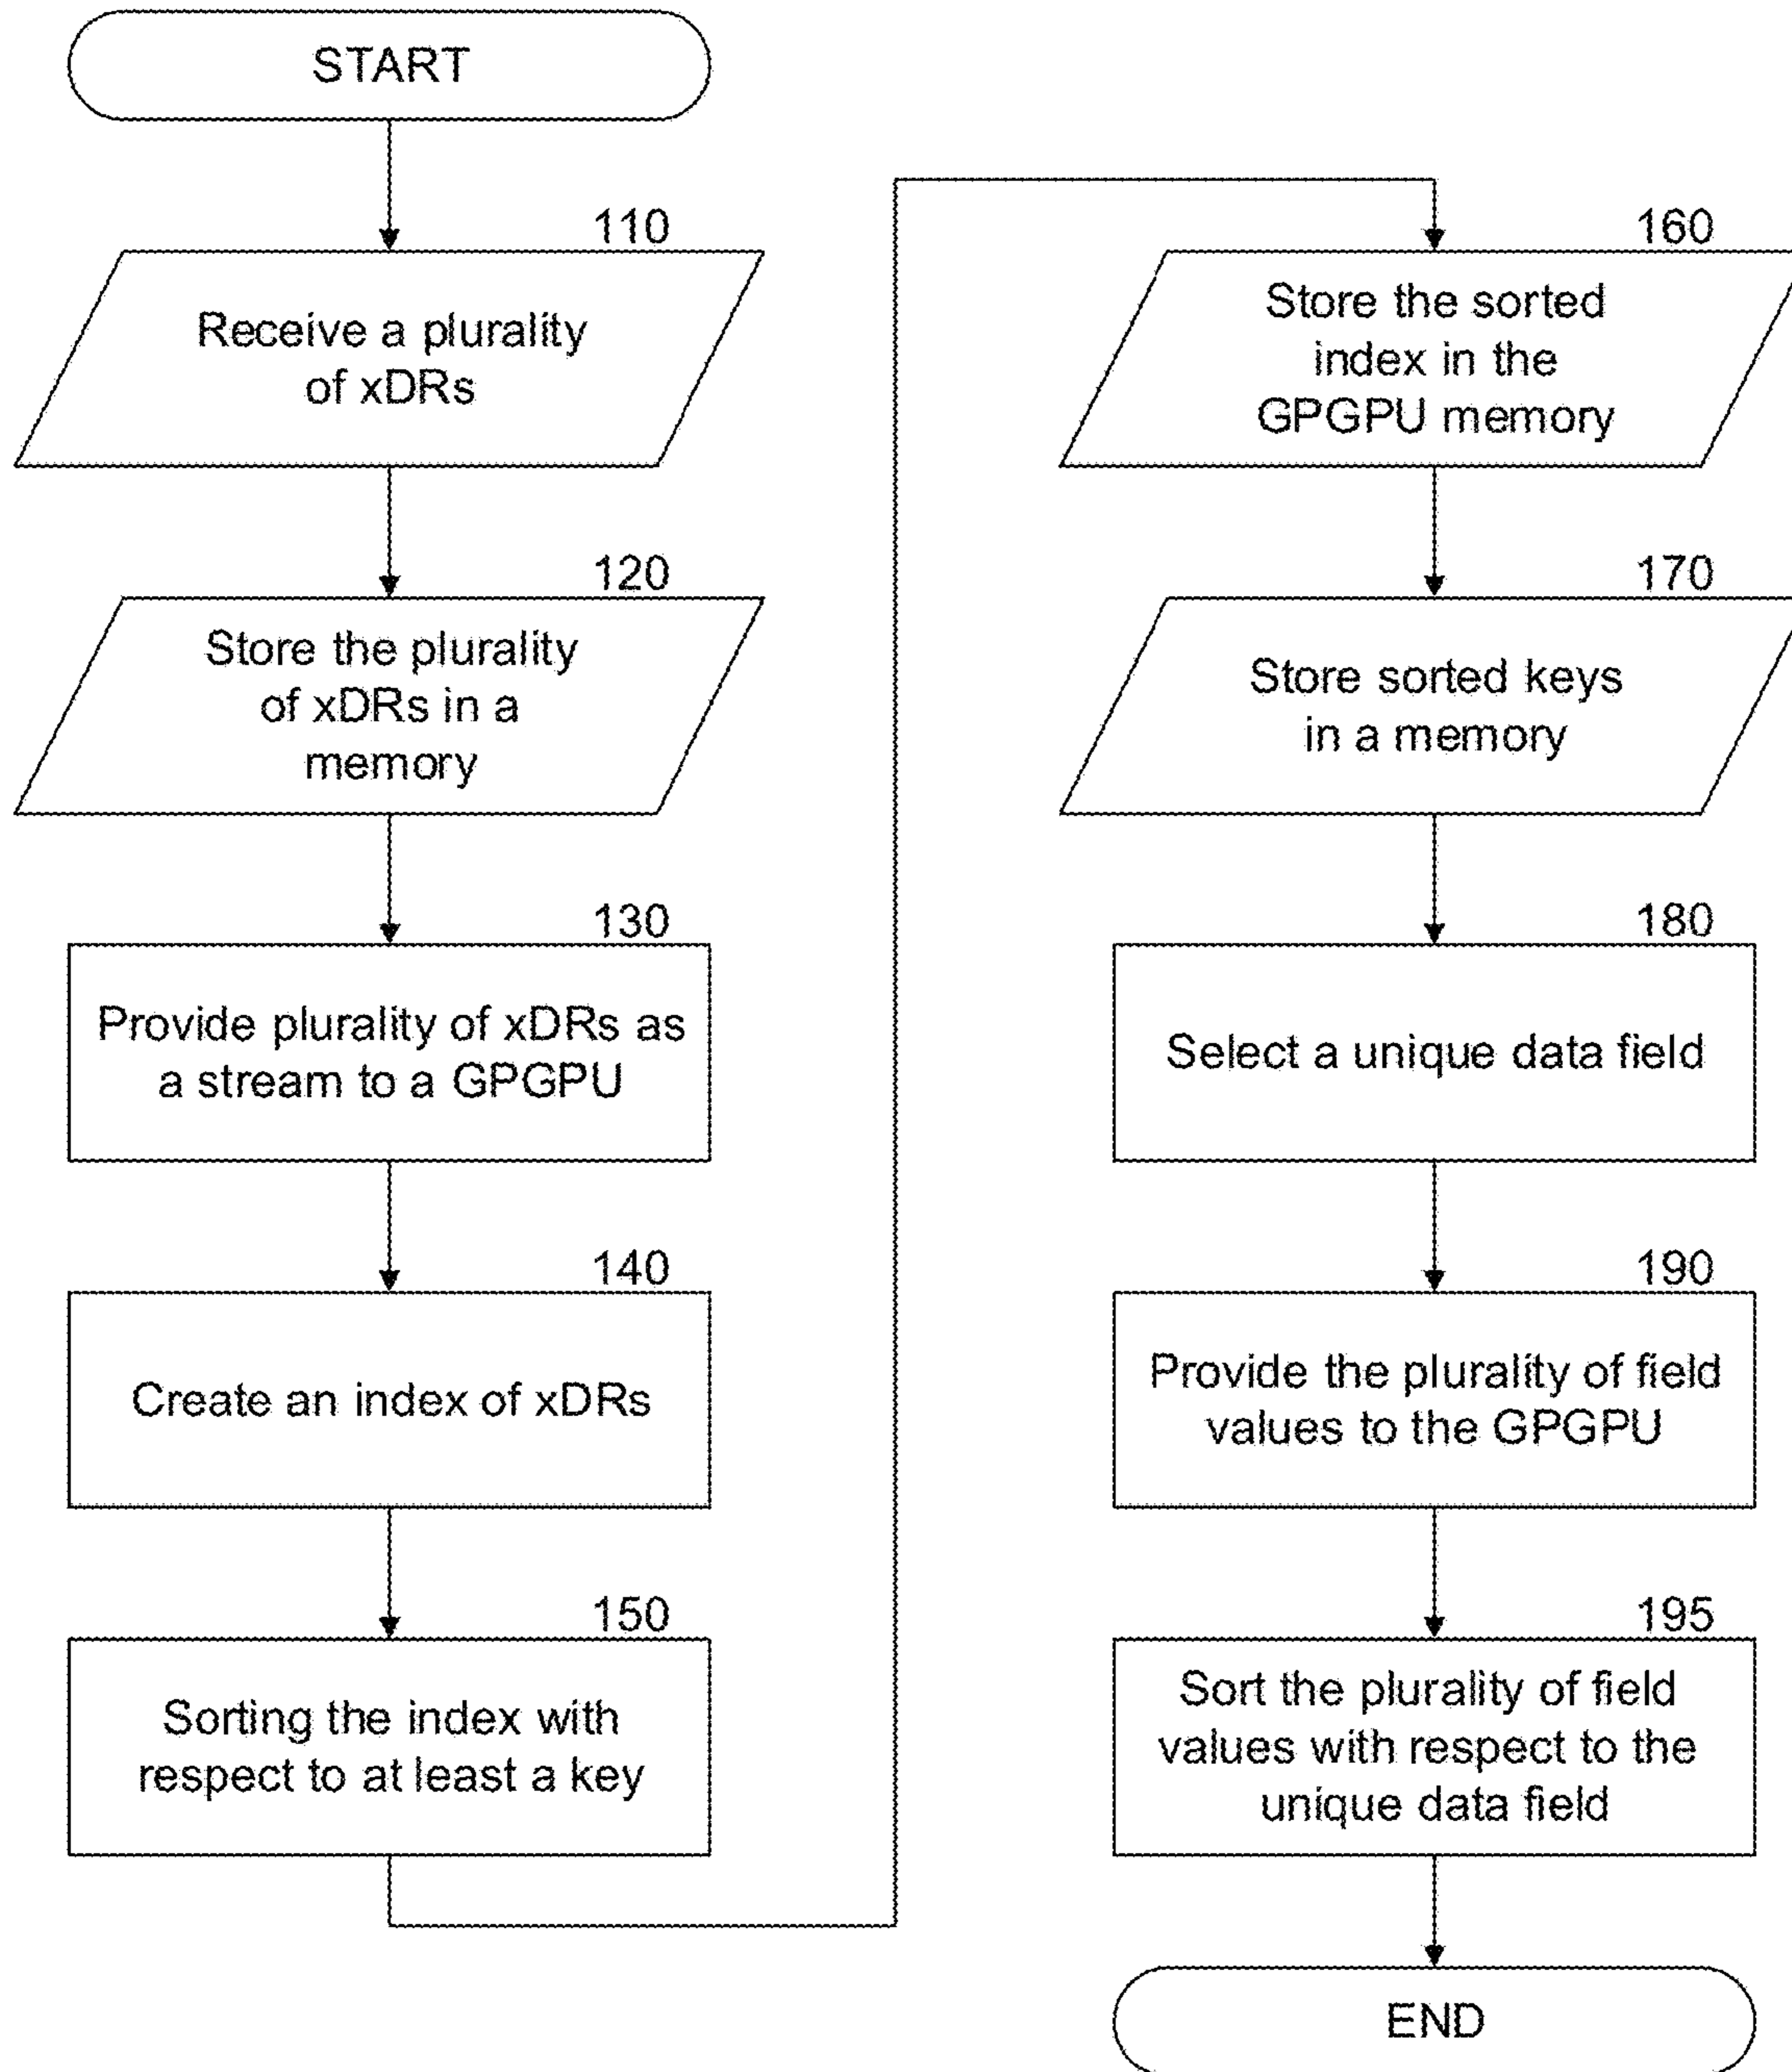 START
110
Receive a plurality
of xDRs
120
Store the plurality
of xDRs in a
memory
130
Provide plurality of xDRs as
a stream to a GPGPU
140
Create an index of xDRs
150
Sorting the index with
respect to at least a key
160
Store the sorted
index in the
GPGPU memory
170
Store sorted keys
in a memory
180
Select a unique data field
190
Provide the plurality of field
values to the GPGPU
195
Sort the plurality of field
values with respect to the
unique data field
END